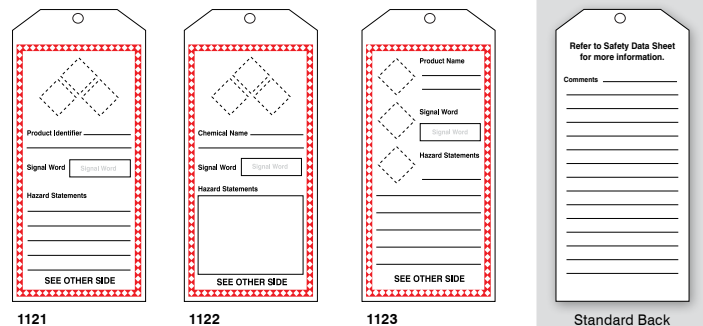 Product Identifier
Signal Word
Signal Word
Hazard Statements
SEE OTHER SIDE
1121
Chemical Name
Signal Word
Signal Word
Hazard Statements
SEE OTHER SIDE
1122
Product Name
Signal Word
Signal Word
Hazard Statements
SEE OTHER SIDE
1123
Refer to Safety Data Sheet
for more information.
Comments
Standard Back